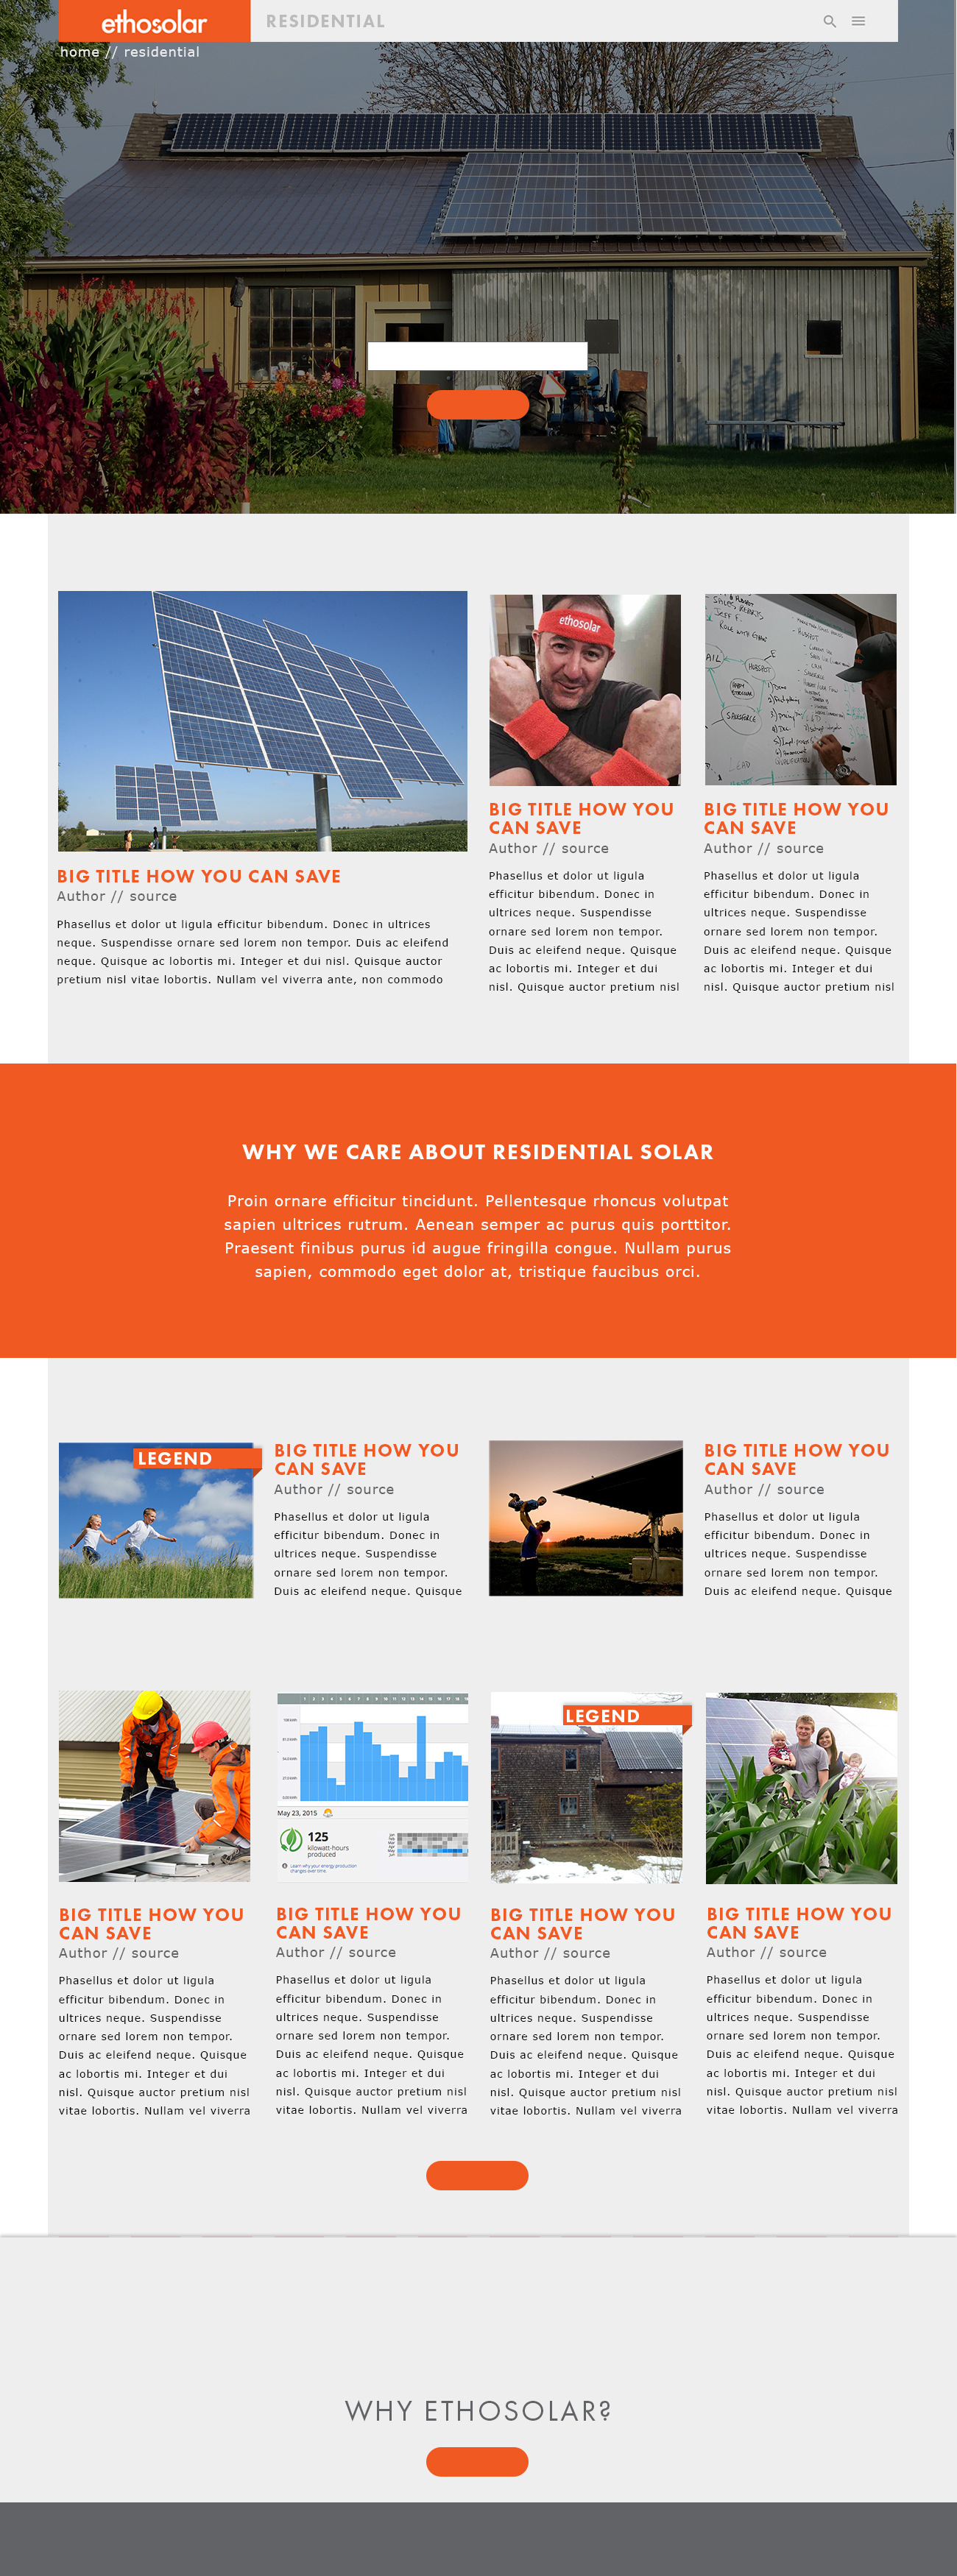 ethosolar
RESIDENTIAL
home // residential
ethosolar
BIG TITLE HOW YOU CAN SAVE
Author // source
Phasellus et dolor ut ligula efficitur bibendum. Donec in ultrices
neque. Suspendisse ornare sed lorem non tempor. Duis ac eleifend
neque. Quisque ac lobortis mi. Integer et dui nisl. Quisque auctor
pretium nisl vitae lobortis. Nullam vel viverra ante, non commodo
BIG TITLE HOW YOU
CAN SAVE
Author // source
Phasellus et dolor ut ligula
efficitur bibendum. Donec in
ultrices neque. Suspendisse
ornare sed lorem non tempor.
Duis ac eleifend neque. Quisque
ac lobortis mi. Integer et dui
nisl. Quisque auctor pretium nisl
SALES REPORTS
JEFF F.
HUBSPOT
SALESFORCE
LEAD
BIG TITLE HOW YOU
CAN SAVE
Author // source
Phasellus et dolor ut ligula
efficitur bibendum. Donec in
ultrices neque. Suspendisse
ornare sed lorem non tempor.
Duis ac eleifend neque. Quisque
ac lobortis mi. Integer et dui
nisl. Quisque auctor pretium nisl
WHY WE CARE ABOUT RESIDENTIAL SOLAR
Proin ornare efficitur tincidunt. Pellentesque rhoncus volutpat
sapien ultrices rutrum. Aenean semper ac purus quis porttitor.
Praesent finibus purus id augue fringilla congue. Nullam purus
sapien, commodo eget dolor at, tristique faucibus orci.
LEGEND
BIG TITLE HOW YOU
CAN SAVE
Author // source
Phasellus et dolor ut ligula
efficitur bibendum. Donec in
ultrices neque. Suspendisse
ornare sed lorem non tempor.
Duis ac eleifend neque. Quisque
BIG TITLE HOW YOU
CAN SAVE
Author // source
Phasellus et dolor ut ligula
efficitur bibendum. Donec in
ultrices neque. Suspendisse
ornare sed lorem non tempor.
Duis ac eleifend neque. Quisque
BIG TITLE HOW YOU
CAN SAVE
Author // source
Phasellus et dolor ut ligula
efficitur bibendum. Donec in
ultrices neque. Suspendisse
ornare sed lorem non tempor.
Duis ac eleifend neque. Quisque
ac lobortis mi. Integer et dui
nisl. Quisque auctor pretium nisl
vitae lobortis. Nullam vel viverra
May 23, 2015
125
kilowatt-hours
produced
Learn why your energy production
changes over time.
BIG TITLE HOW YOU
CAN SAVE
Author // source
Phasellus et dolor ut ligula
efficitur bibendum. Donec in
ultrices neque. Suspendisse
ornare sed lorem non tempor.
Duis ac eleifend neque. Quisque
ac lobortis mi. Integer et dui
nisl. Quisque auctor pretium nisl
vitae lobortis. Nullam vel viverra
LEGEND
BIG TITLE HOW YOU
CAN SAVE
Author // source
Phasellus et dolor ut ligula
efficitur bibendum. Donec in
ultrices neque. Suspendisse
ornare sed lorem non tempor.
Duis ac eleifend neque. Quisque
ac lobortis mi. Integer et dui
nisl. Quisque auctor pretium nisl
vitae lobortis. Nullam vel viverra
BIG TITLE HOW YOU
CAN SAVE
Author // source
Phasellus et dolor ut ligula
efficitur bibendum. Donec in
ultrices neque. Suspendisse
ornare sed lorem non tempor.
Duis ac eleifend neque. Quisque
ac lobortis mi. Integer et dui
nisl. Quisque auctor pretium nisl
vitae lobortis. Nullam vel viverra
WHY ETHOSOLAR?